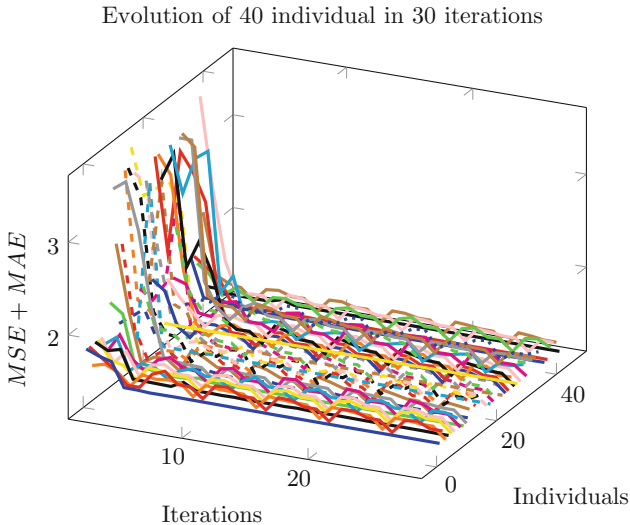 Evolution of 40 individual in 30 iterations
3
2
MSE + MAE
10
20
Iterations
0
20
40
Individuals